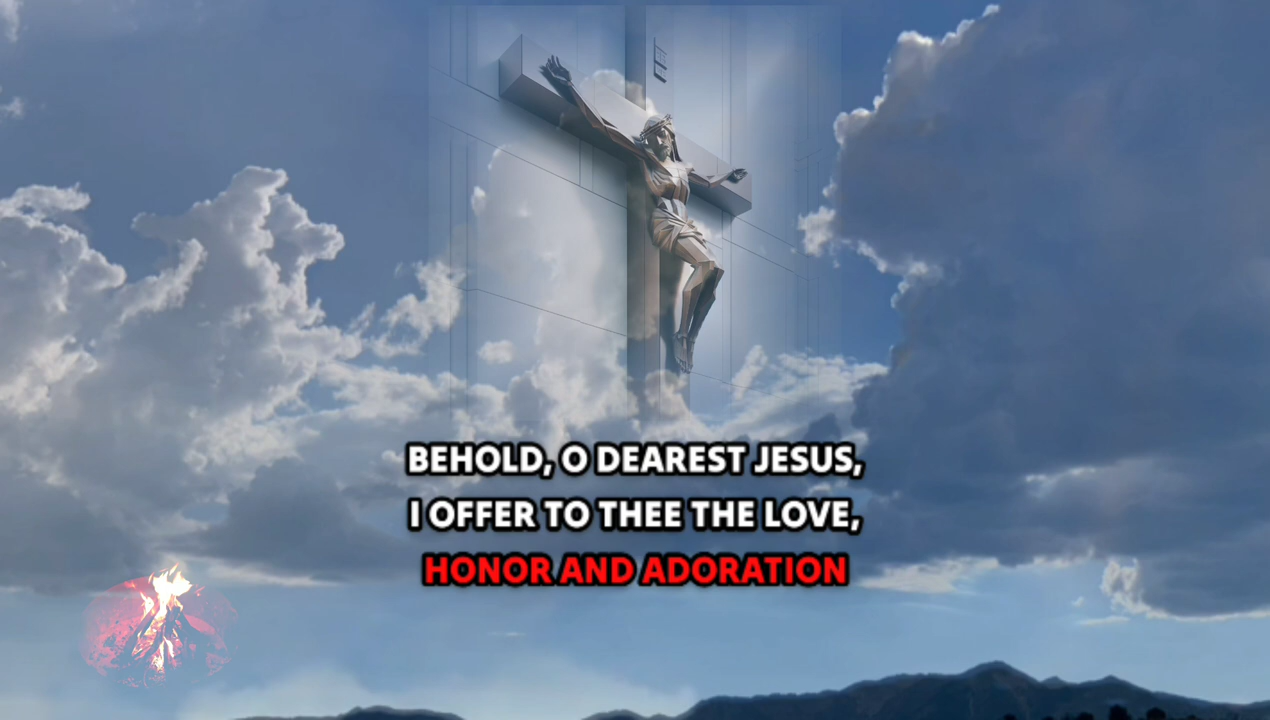 BEHOLD, O DEAREST JESUS,
I OFFER TO THEE THE LOVE,
HONOR AND ADORATION